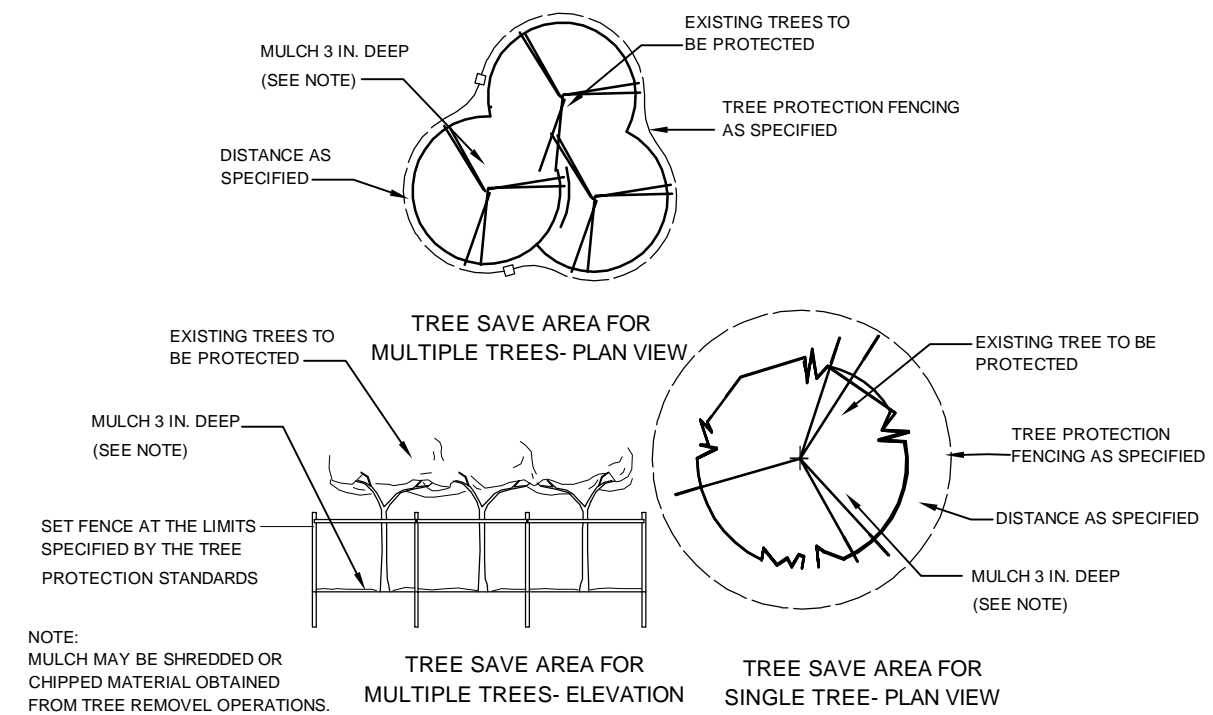 MULCH 3 IN. DEEP
(SEE NOTE)
EXISTING TREES TO
BE PROTECTED
TREE PROTECTION FENCING
AS SPECIFIED
DISTANCE AS
SPECIFIED
TREE SAVE AREA FOR
MULTIPLE TREES- PLAN VIEW
EXISTING TREES TO
BE PROTECTED
MULCH 3 IN. DEEP
(SEE NOTE)
SET FENCE AT THE LIMITS
SPECIFIED BY THE TREE
PROTECTION STANDARDS
NOTE:
MULCH MAY BE SHREDDED OR
CHIPPED MATERIAL OBTAINED
FROM TREE REMOVEL OPERATIONS.
TREE SAVE AREA FOR
MULTIPLE TREES- ELEVATION
EXISTING TREE TO BE
PROTECTED
TREE PROTECTION
FENCING AS SPECIFIED
DISTANCE AS SPECIFIED
MULCH 3 IN. DEEP
(SEE NOTE)
TREE SAVE AREA FOR
SINGLE TREE- PLAN VIEW